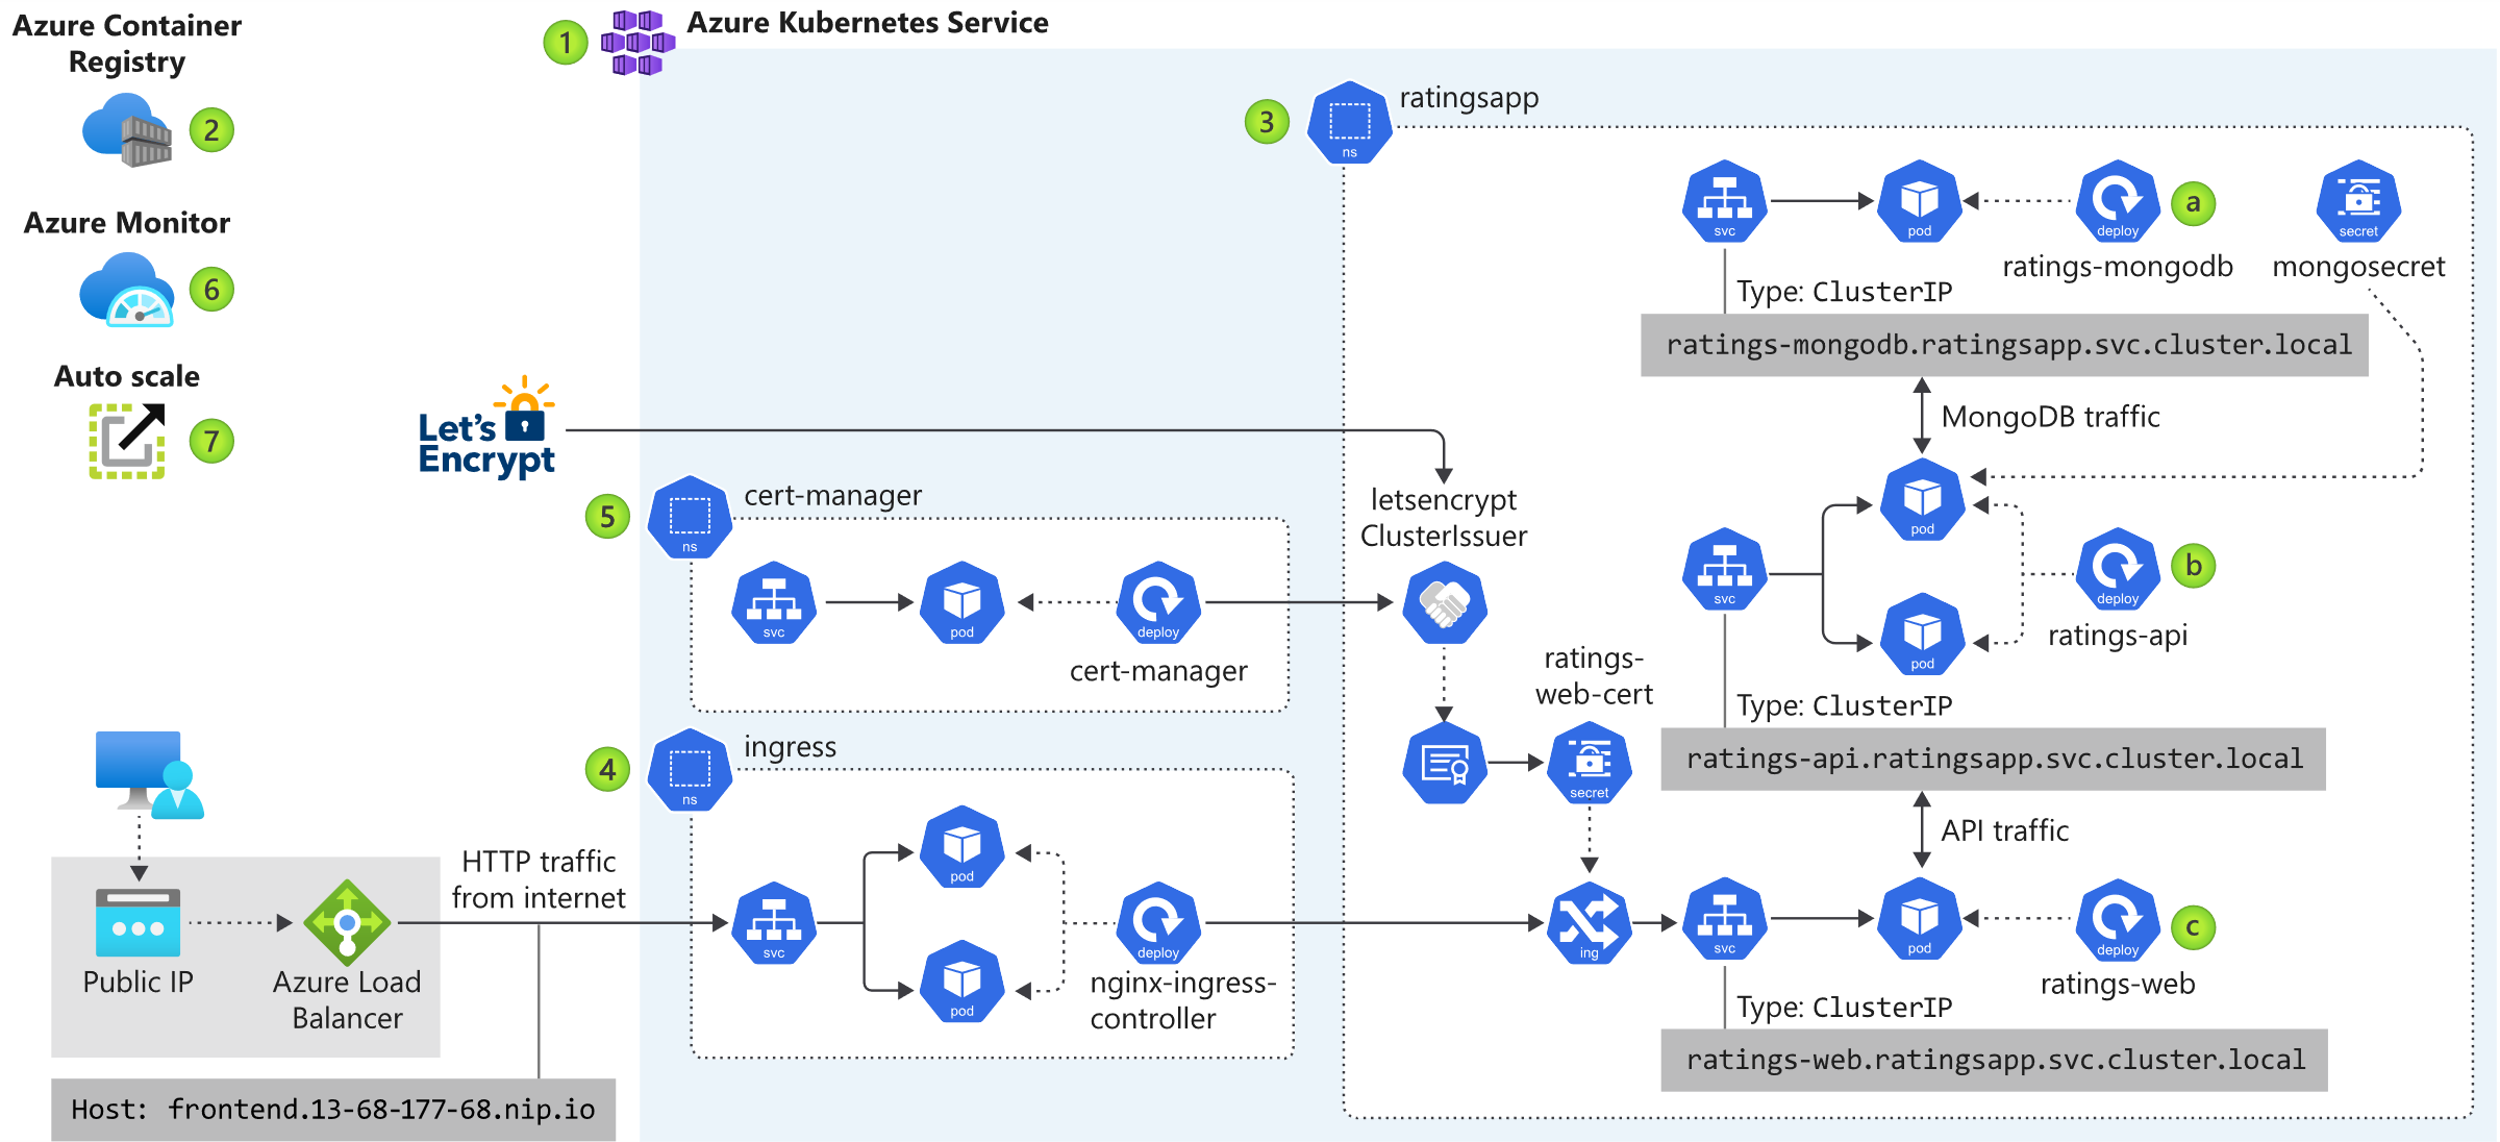 Azure Container
Registry
2
Azure Monitor
6
Auto scale
7
1
Azure Kubernetes Service
3
ns
ratingsapp
svc
pod
deploy
a
ratings-mongodb
secret
mongosecret
Type: ClusterIP
ratings-mongodb.ratingsapp.svc.cluster.local
MongoDB traffic
Let's
Encrypt
letsencrypt
ClusterIssuer
5
ns
cert-manager
svc
pod
deploy
cert-manager
pod
svc
pod
deploy
b
ratings-api
Type: ClusterIP
ratings-api.ratingsapp.svc.cluster.local
API traffic
ratings-
web-cert
secret
4
ns
ingress
HTTP traffic
from internet
svc
pod
pod
deploy
nginx-ingress-
controller
ing
svc
pod
deploy
c
ratings-web
Type: ClusterIP
ratings-web.ratingsapp.svc.cluster.local
Public IP
Azure Load
Balancer
Host: frontend.13-68-177-68.nip.io